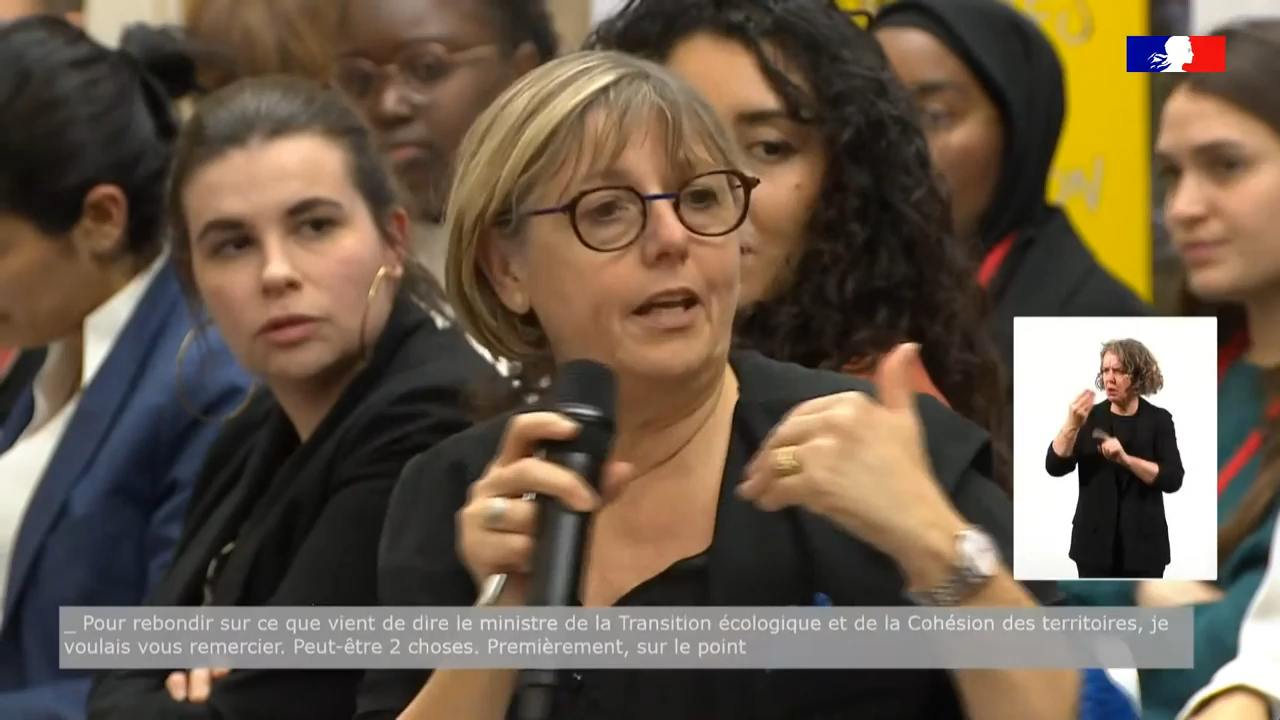 _ Pour rebondir sur ce que vient de dire le ministre de la Transition écologique et de la Cohésion des territoires, je
voulais vous remercier. Peut-être 2 choses. Premièrement, sur le point